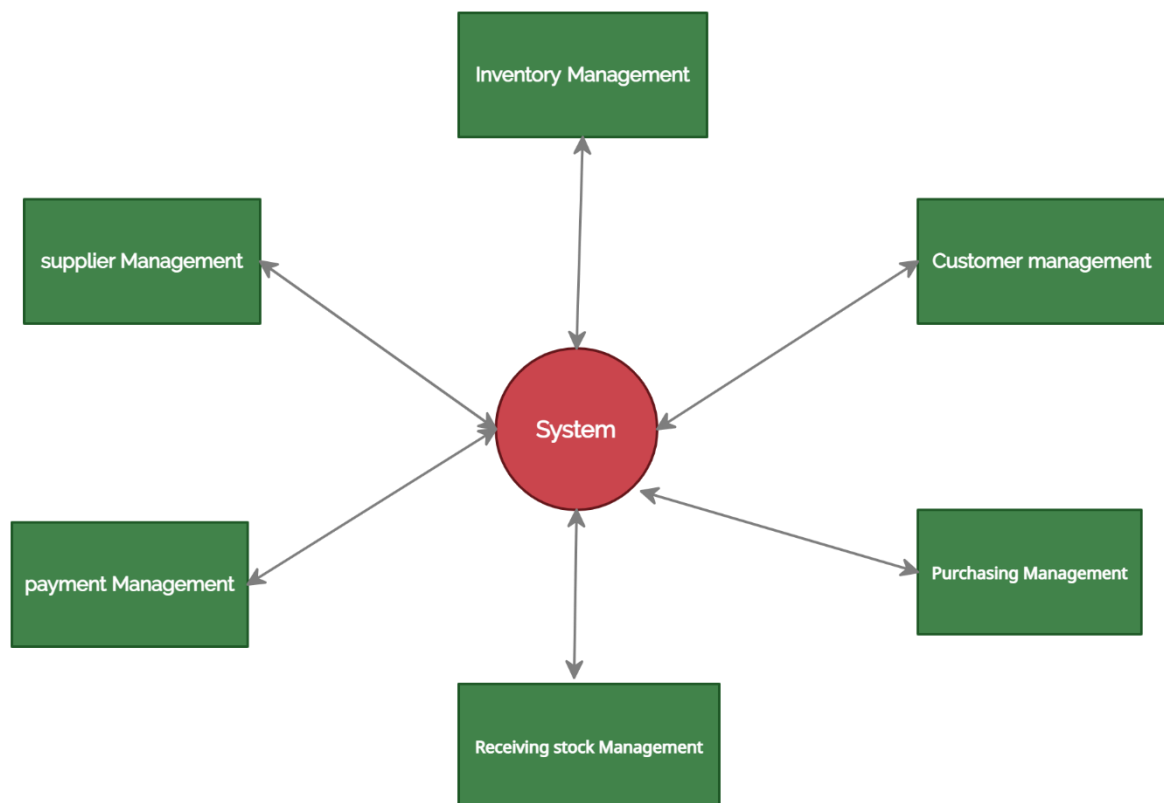 Inventory Management
supplier Management
Customer management
System
payment Management
Purchasing Management
Receiving stock Management